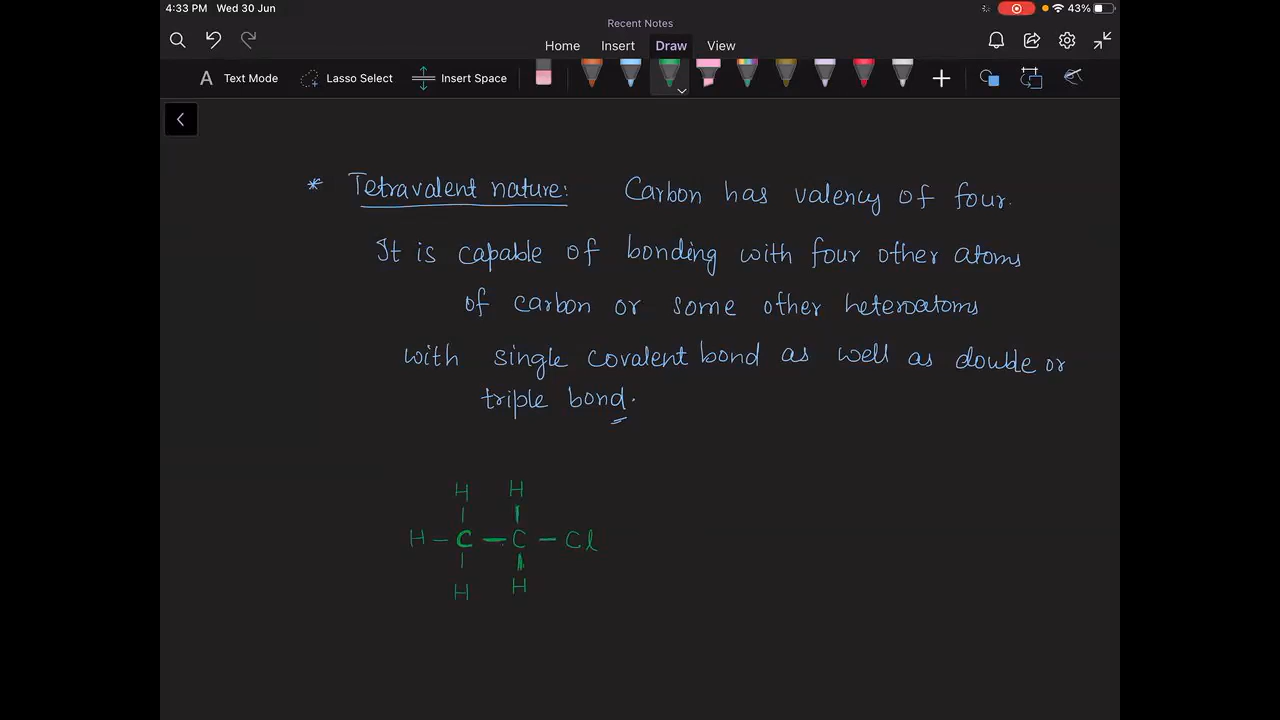 4:33 PM Wed 30 Jun
43%
Recent Notes
Home Insert Draw View
Text Mode Lasso Select Insert Space
* Tetravalent nature: Carbon has valency of four.
It is capable of bonding with four other atoms
of carbon or some other heteroatoms
with single covalent bond as well as double or
triple bond.
H H
H – C – C – Cl
H H